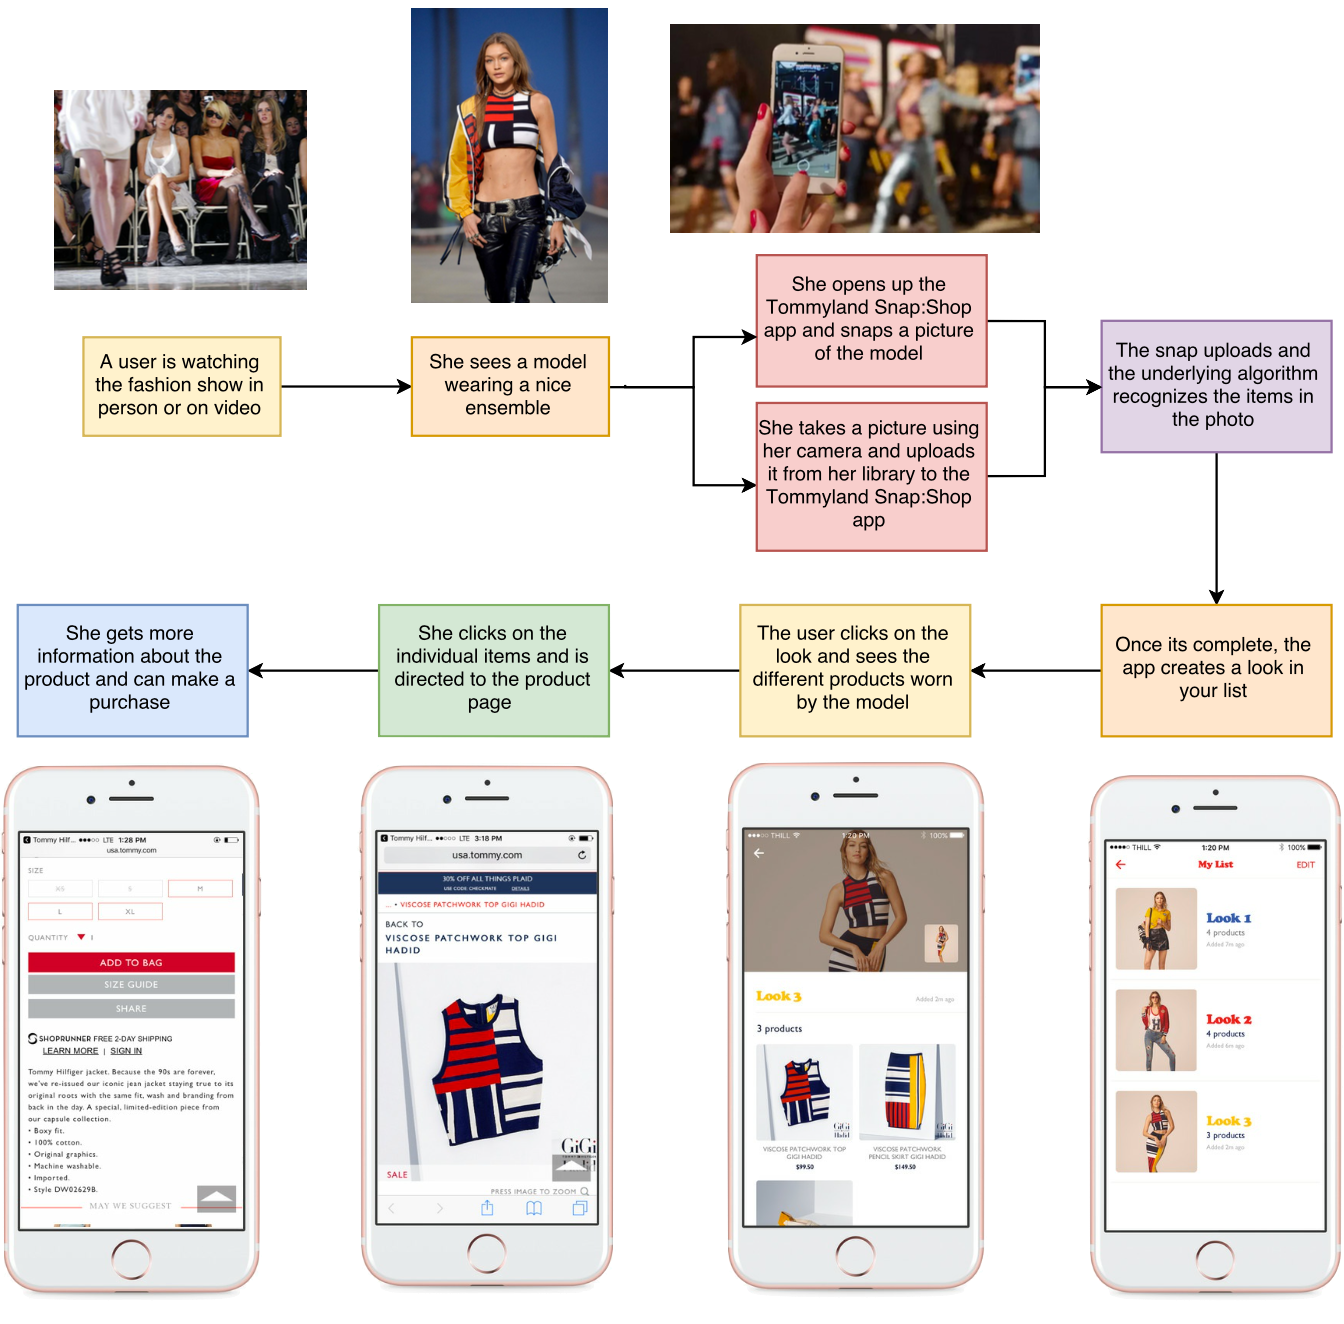 A user is watching
the fashion show in
person or on video
She sees a model
wearing a nice
ensemble
She opens up the
Tommyland Snap:Shop
app and snaps a picture
of the model
She takes a picture using
her camera and uploads
it from her library to the
Tommyland Snap:Shop
app
The snap uploads and
the underlying algorithm
recognizes the items in
the photo
Once its complete, the
app creates a look in
your list
The user clicks on the
look and sees the
different products worn
by the model
She clicks on the
individual items and is
directed to the product
page
She gets more
information about the
product and can make a
purchase
Tommy Hilf... LTE 1:28 PM
usa.tommy.com
SIZE
XS S M
L XL
QUANTITY 1
ADD TO BAG
SIZE GUIDE
SHARE
SHOPRUNNER FREE 2-DAY SHIPPING
LEARN MORE | SIGN IN
Tommy Hilfiger jacket. Because the 90s are forever,
we've re-issued our iconic jean jacket staying true to its
original roots with the same fit, wash and branding from
back in the day. A special, limited-edition piece from
our capsule collection.
• Boxy fit.
• 100% cotton.
• Original graphics.
• Machine washable.
• Imported.
• Style DW02629B.
MAY WE SUGGEST
Tommy Hilf... LTE 3:18 PM
usa.tommy.com
30% OFF ALL THINGS PLAID
USE CODE: CHECKMATE DETAILS
... • VISCOSE PATCHWORK TOP GIGI HADID
BACK TO
VISCOSE PATCHWORK TOP GIGI
HADID
GiGi
SALE
PRESS IMAGE TO ZOOM
THILL 1:20 PM 100%
Look 3
Added 2m ago
3 products
GiGi
Hadid
GiGi
Hadid
VISCOSE PATCHWORK TOP
GIGI HADID
$99.50
VISCOSE PATCHWORK
PENCIL SKIRT GIGI HADID
$149.50
THILL 1:20 PM 100%
My List EDIT
Look 1
4 products
Added 7m ago
Look 2
4 products
Added 6m ago
Look 3
3 products
Added 2m ago